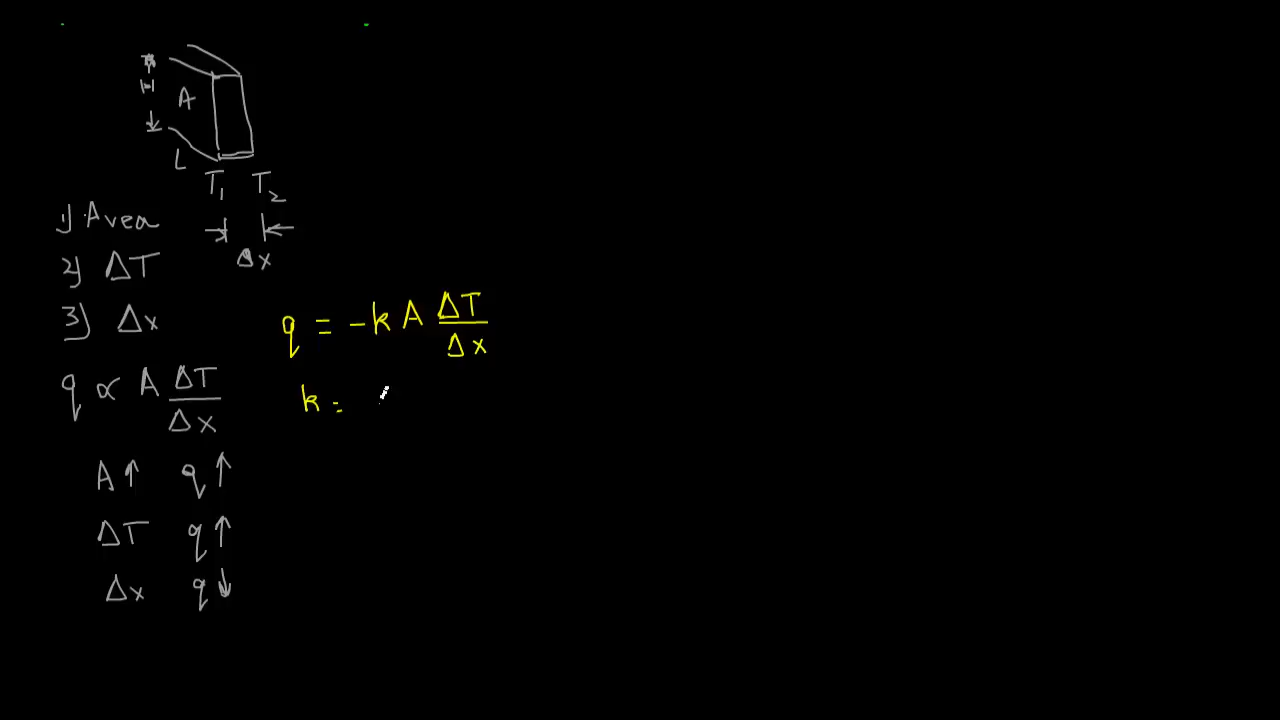 H
A
L
T₁ T₂
Δx
1) Area
2) ΔT
3) Δx
q = -k A ΔT/Δx
q ∝ A ΔT/Δx
k =
A↑ q↑
ΔT q↑
Δx q↓